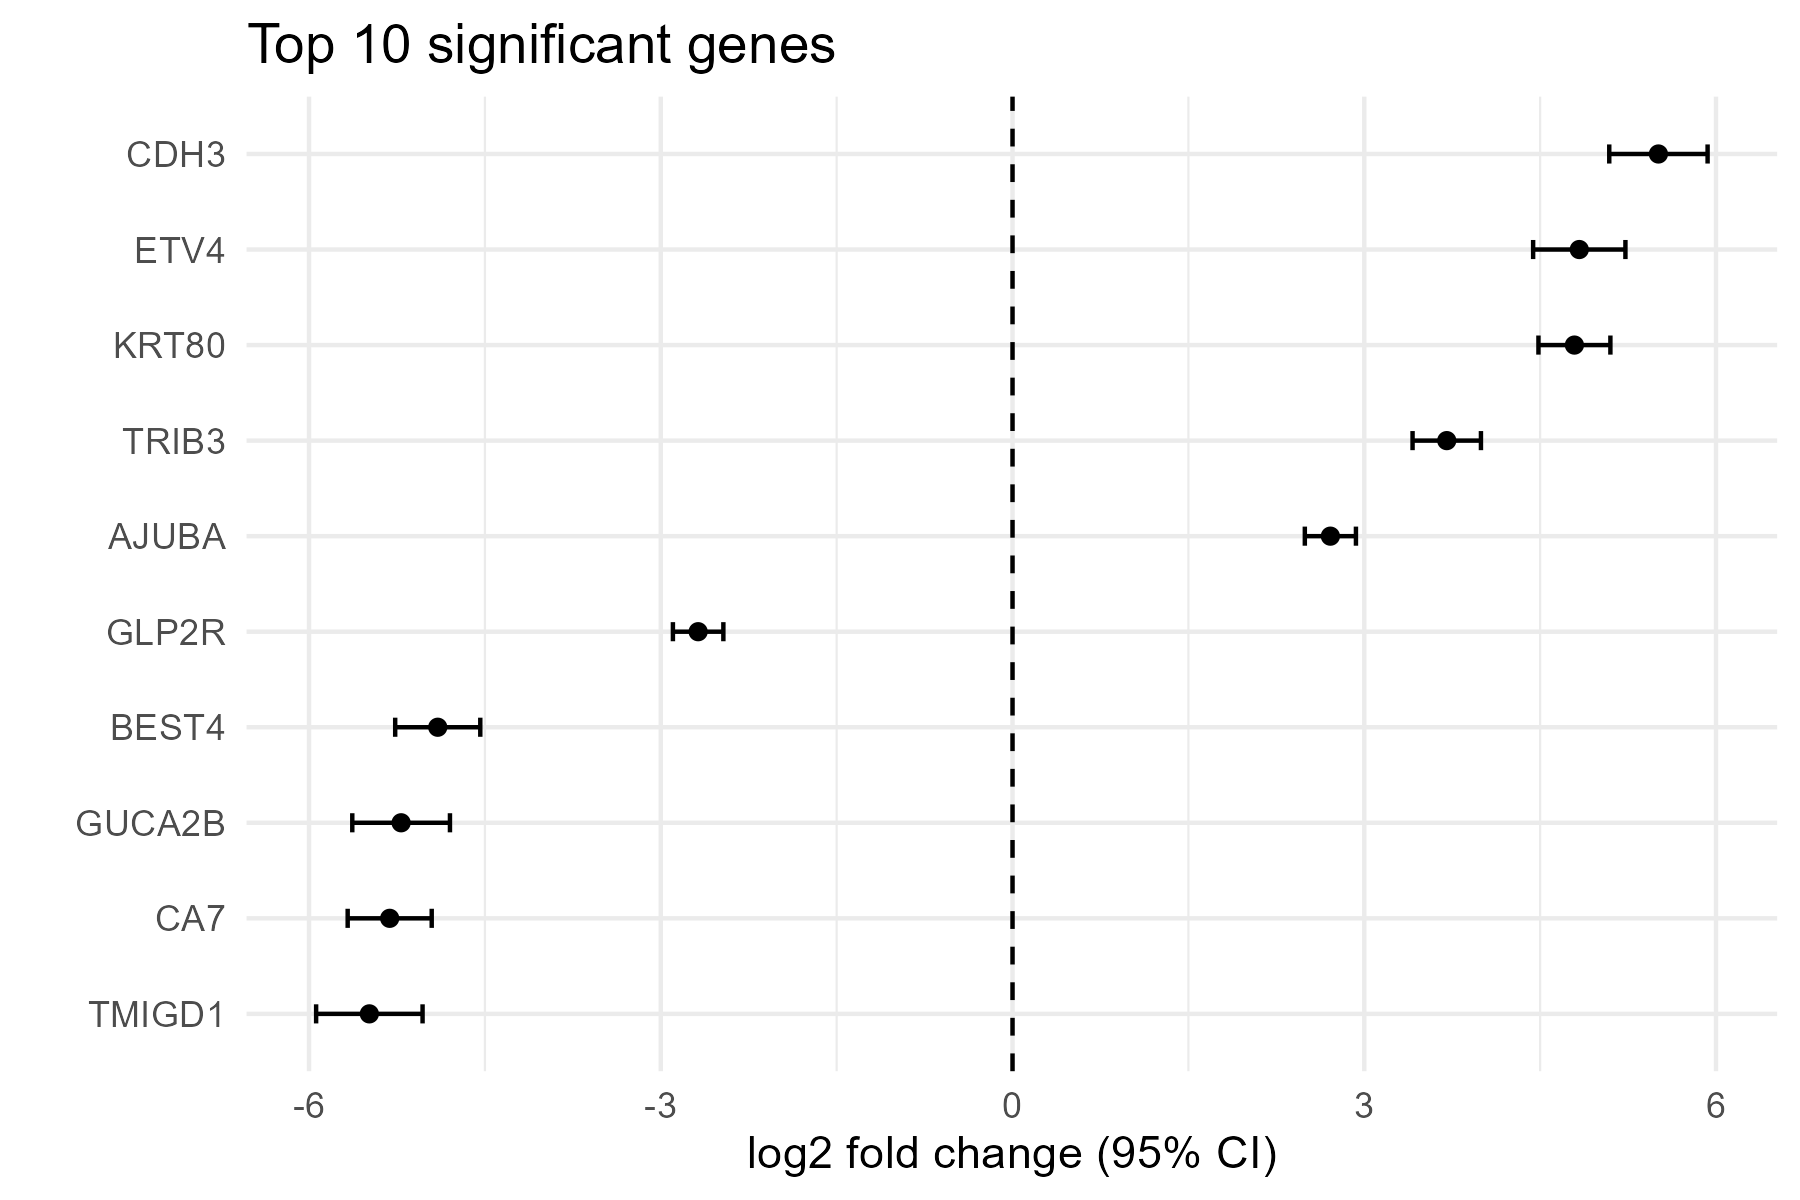 Top 10 significant genes
CDH3
ETV4
KRT80
TRIB3
AJUBA
GLP2R
BEST4
GUCA2B
CA7
TMIGD1
-6 -3 0 3 6
log2 fold change (95% CI)